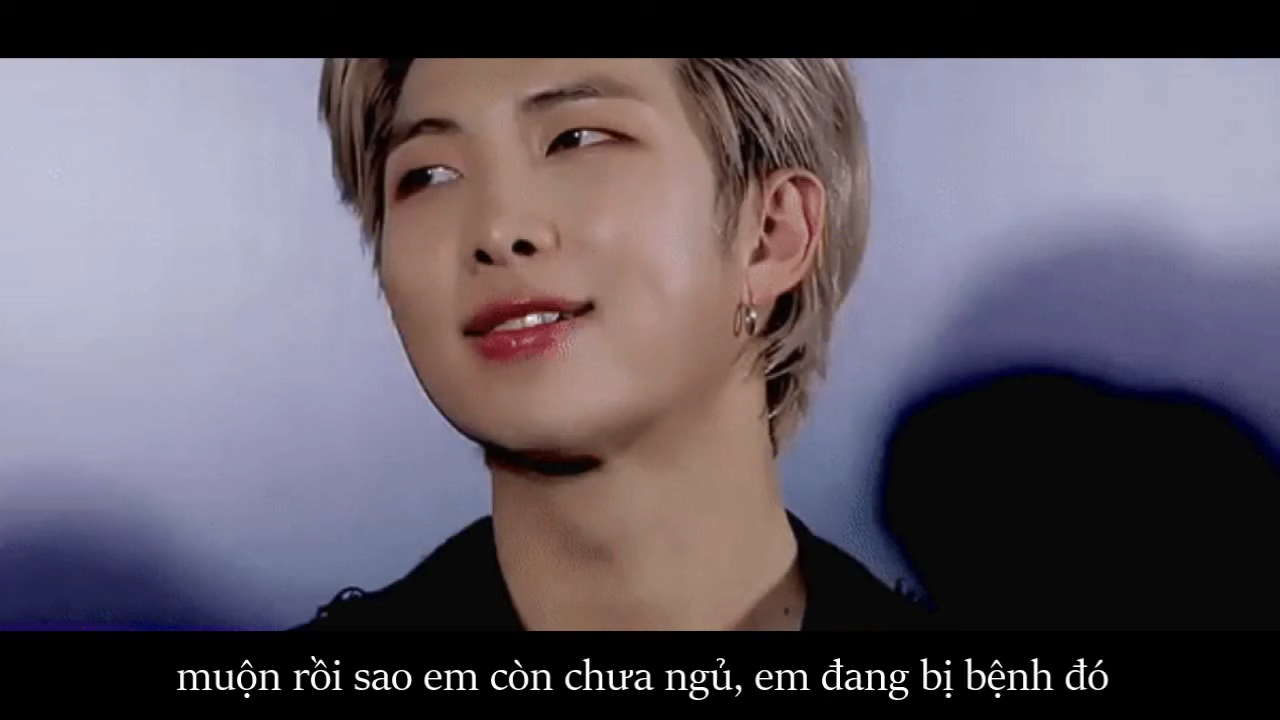 muộn rồi sao em còn chưa ngủ, em đang bị bệnh đó